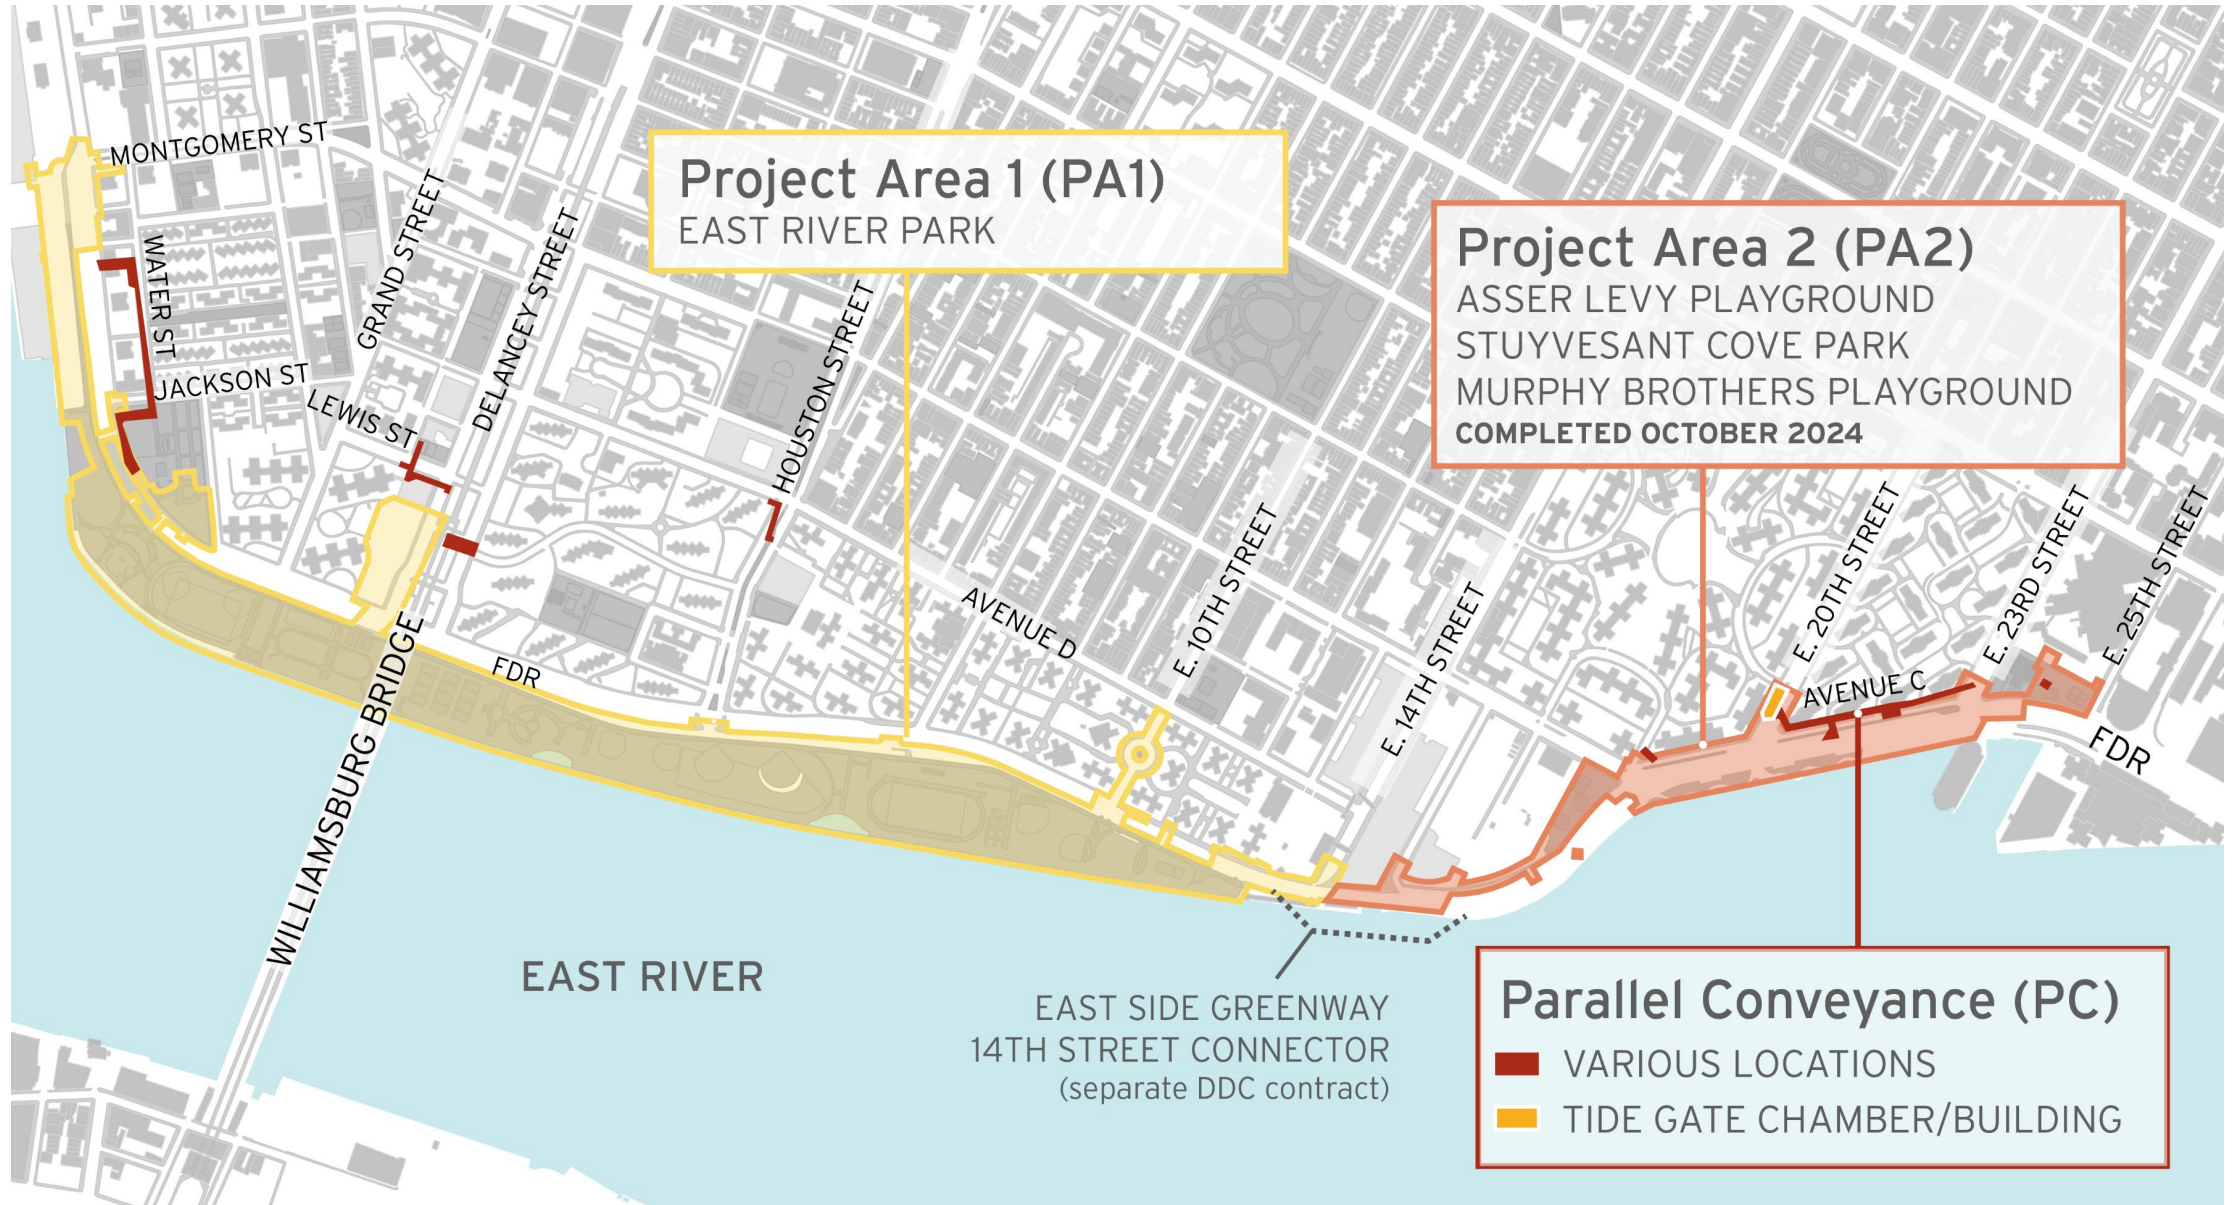 MONTGOMERY ST
WATER ST
JACKSON ST
GRAND STREET
LEWIS ST
DELANCEY STREET
HOUSTON STREET
Project Area 1 (PA1)
EAST RIVER PARK
Project Area 2 (PA2)
ASSER LEVY PLAYGROUND
STUYVESANT COVE PARK
MURPHY BROTHERS PLAYGROUND
COMPLETED OCTOBER 2024
AVENUE D
E. 10TH STREET
E. 14TH STREET
E. 20TH STREET
E. 23RD STREET
E. 25TH STREET
AVENUE C
FDR
FDR
WILLIAMSBURG BRIDGE
EAST RIVER
EAST SIDE GREENWAY
14TH STREET CONNECTOR
(separate DDC contract)
Parallel Conveyance (PC)
VARIOUS LOCATIONS
TIDE GATE CHAMBER/BUILDING